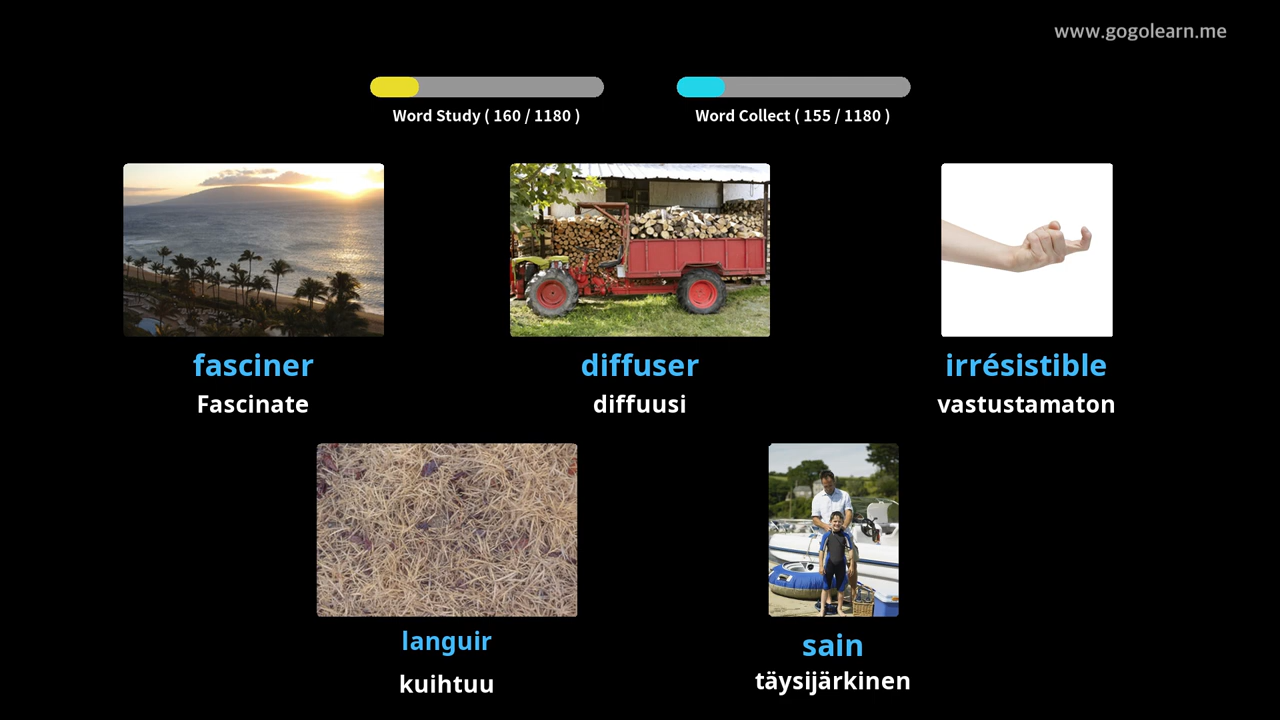 www.gogolearn.me
Word Study ( 160 / 1180 )
Word Collect ( 155 / 1180 )
fasciner
Fascinate
diffuser
diffuusi
irrésistible
vastustamaton
languir
kuihtuu
sain
täysijärkinen